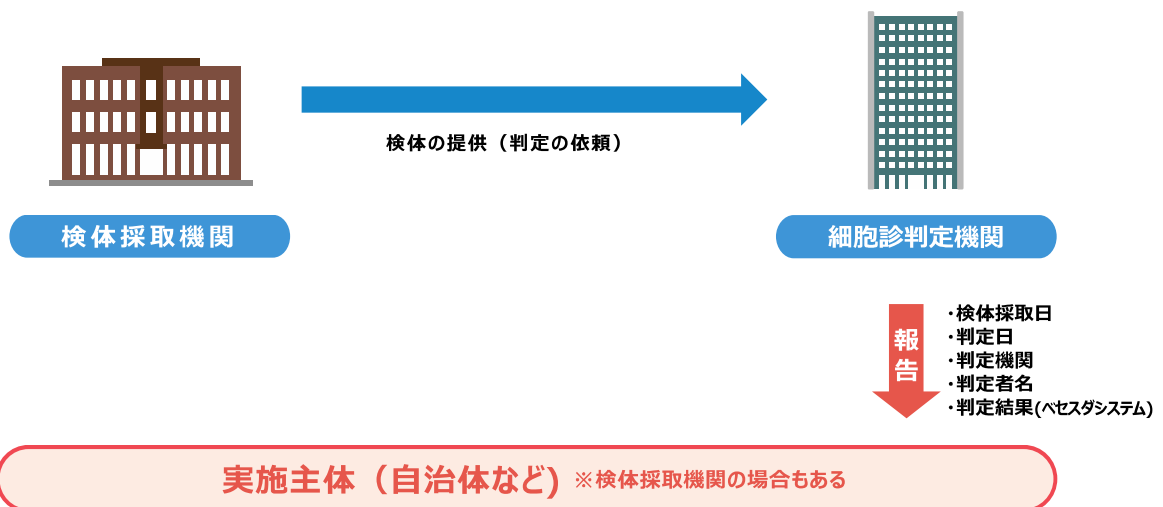 検体の提供（判定の依頼）
検体採取機関
細胞診判定機関
報告
・検体採取日
・判定日
・判定機関
・判定者名
・判定結果(ベセスダシステム)
実施主体（自治体など) ※検体採取機関の場合もある